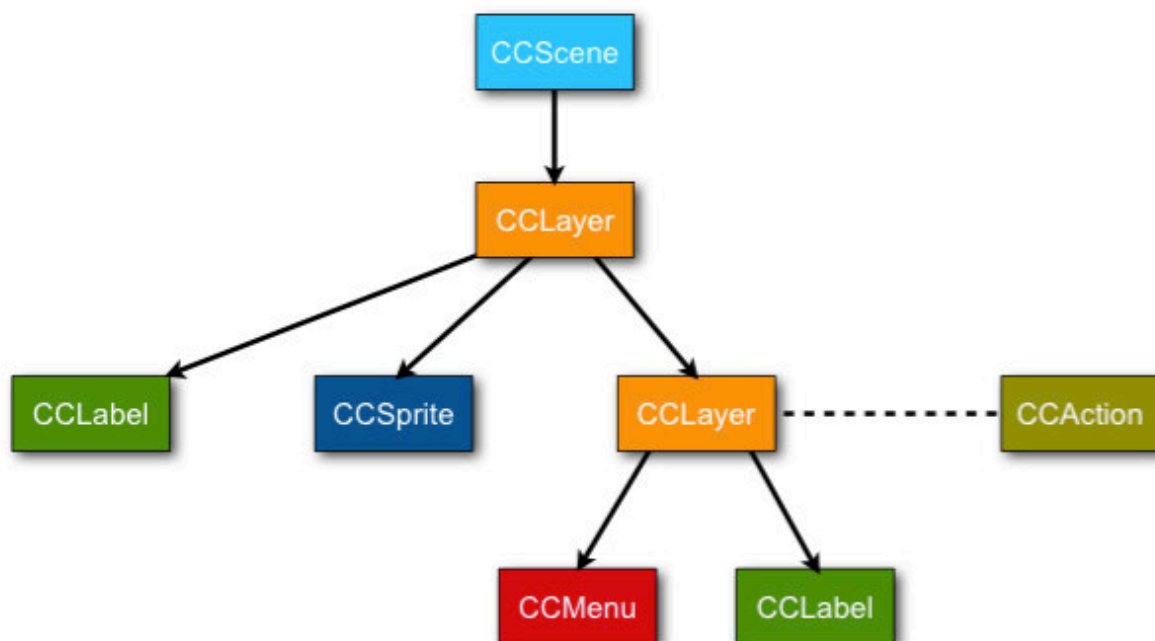 CCScene
CCLayer
CCLabel
CCSprite
CCLayer
CCAction
CCMenu
CCLabel